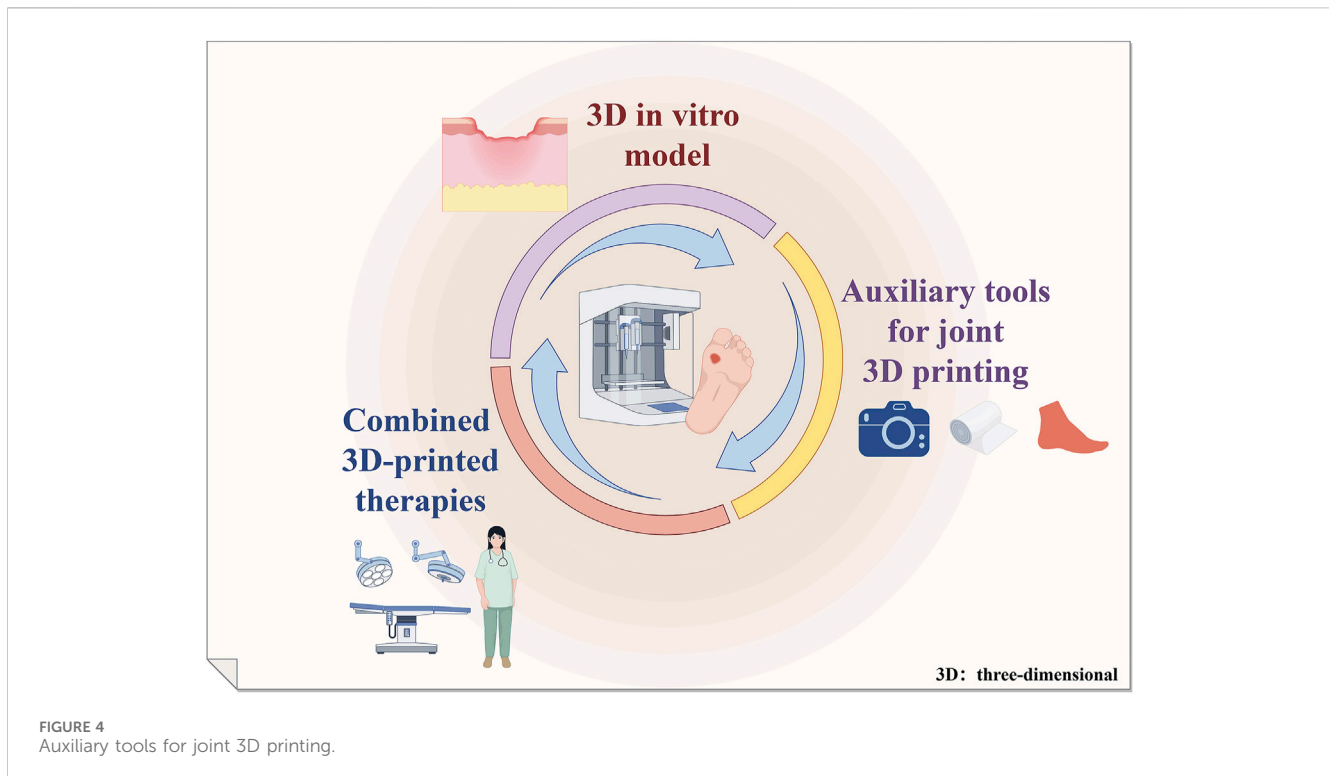 3D in vitro
model
Auxiliary tools
for joint
3D printing
Combined
3D-printed
therapies
3D: three-dimensional
FIGURE 4
Auxiliary tools for joint 3D printing.